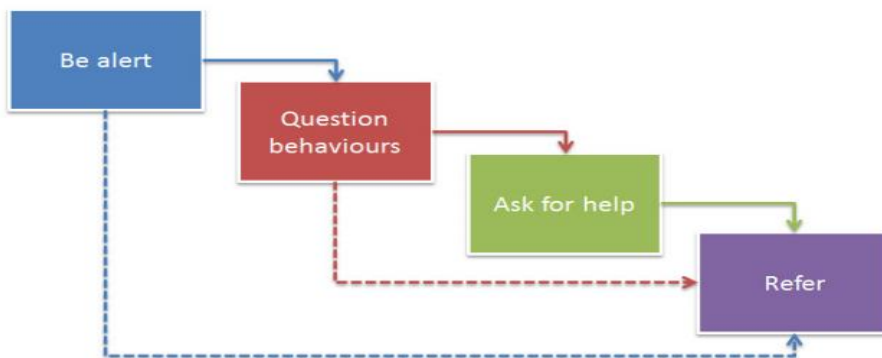 Be alert
Question
behaviours
Ask for help
Refer